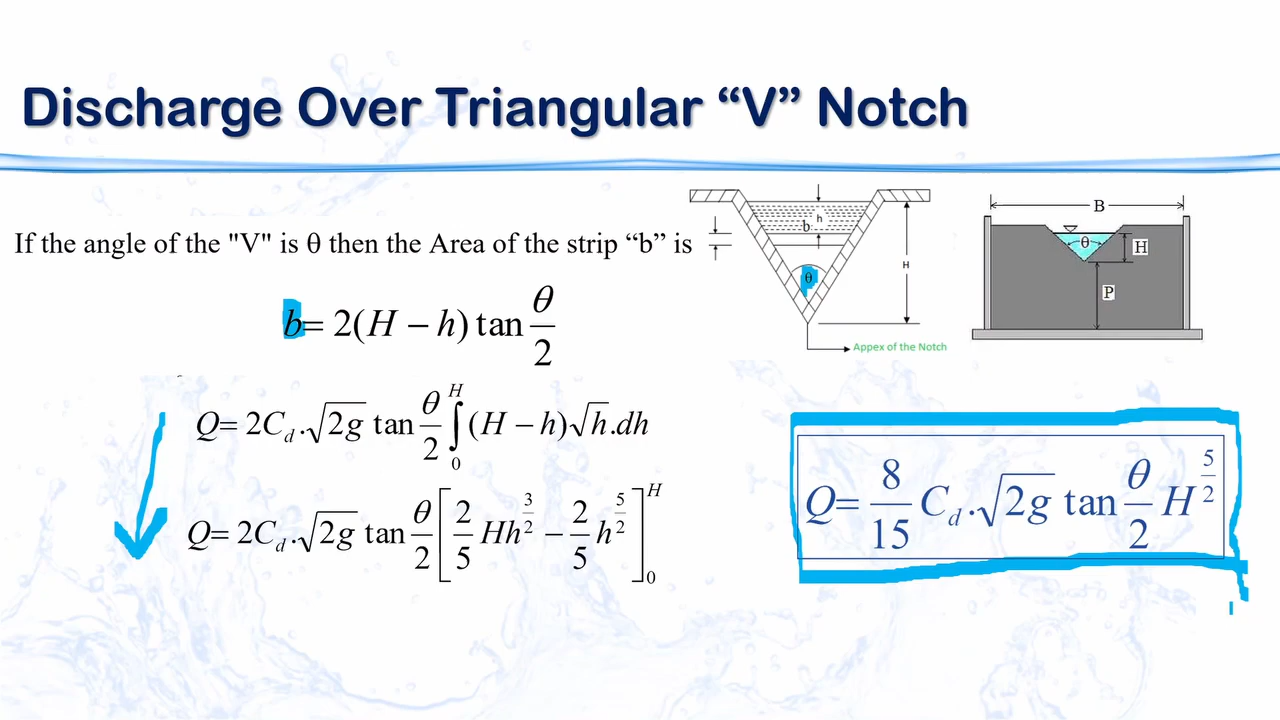 Discharge Over Triangular “V” Notch
If the angle of the "V" is θ then the Area of the strip “b” is
b= 2(H − h) tan θ/2
Q= 2C_d.√2g tan θ/2 ∫_0^H (H − h)√h.dh
Q= 2C_d.√2g tan θ/2 [2/5 Hh^3/2 − 2/5 h^5/2]_0^H
h
b
θ
H
Appex of the Notch
B
θ
H
P
Q= 8/15 C_d.√2g tan θ/2 H^5/2